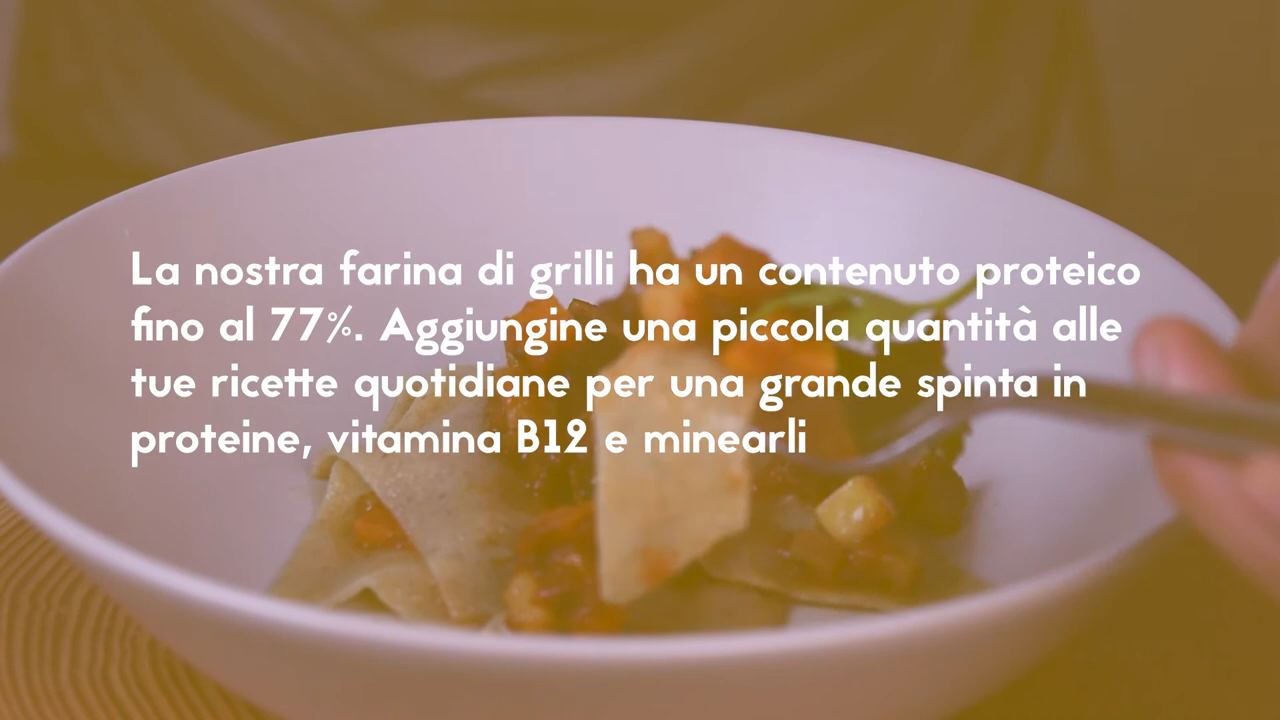 La nostra farina di grilli ha un contenuto proteico
fino al 77%. Aggiungine una piccola quantità alle
tue ricette quotidiane per una grande spinta in
proteine, vitamina B12 e minearli